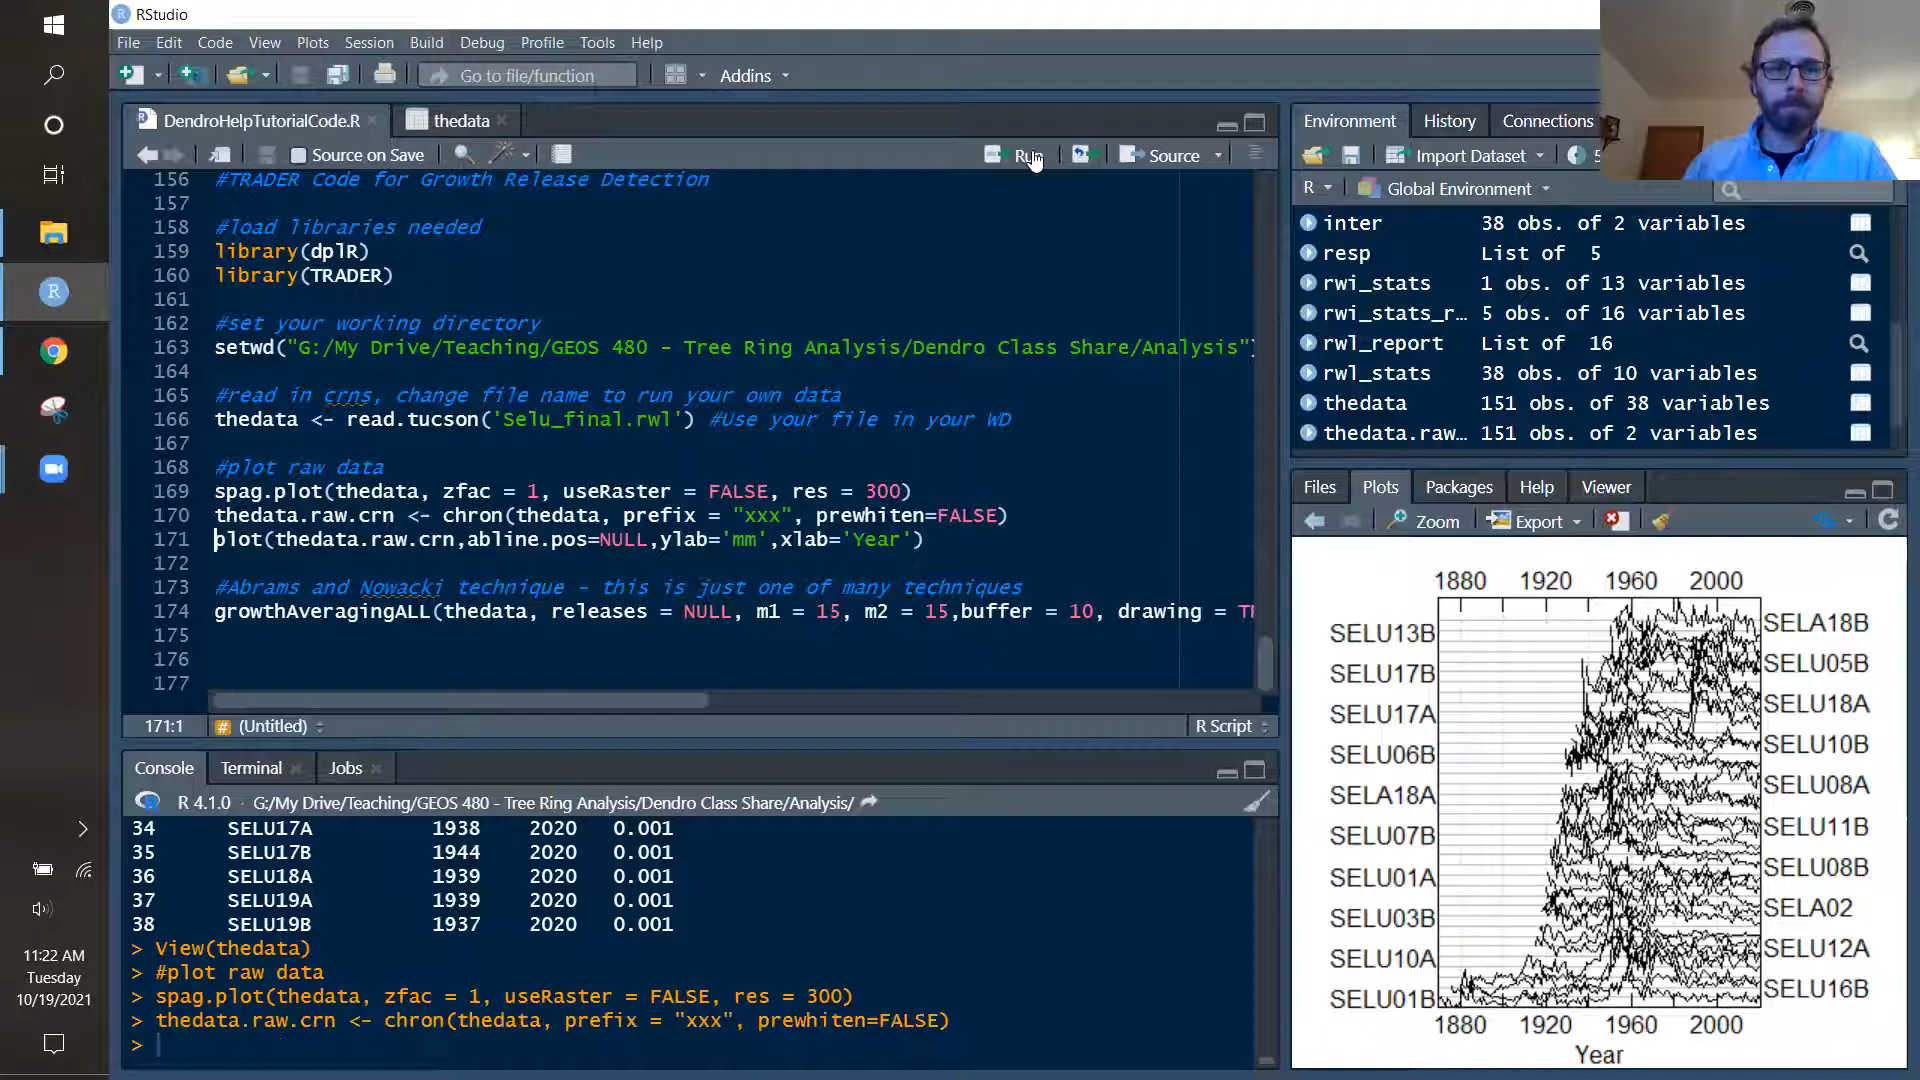 RStudio
File Edit Code View Plots Session Build Debug Profile Tools Help
Go to file/function Addins
DendroHelpTutorialCode.R thedata
Source on Save Run Source
156 #TRADER Code for Growth Release Detection
157
158 #load libraries needed
159 library(dplR)
160 library(TRADER)
161
162 #set your working directory
163 setwd("G:/My Drive/Teaching/GEOS 480 - Tree Ring Analysis/Dendro Class Share/Analysis")
164
165 #read in crns, change file name to run your own data
166 thedata <- read.tucson('Selu_final.rwl') #Use your file in your WD
167
168 #plot raw data
169 spag.plot(thedata, zfac = 1, useRaster = FALSE, res = 300)
170 thedata.raw.crn <- chron(thedata, prefix = "xxx", prewhiten=FALSE)
171 plot(thedata.raw.crn,abline.pos=NULL,ylab='mm',xlab='Year')
172
173 #Abrams and Nowacki technique - this is just one of many techniques
174 growthAveragingALL(thedata, releases = NULL, m1 = 15, m2 = 15,buffer = 10, drawing = T
175
176
177
171:1 # (Untitled) R Script
Console Terminal Jobs
R 4.1.0 · G:/My Drive/Teaching/GEOS 480 - Tree Ring Analysis/Dendro Class Share/Analysis/
34 SELU17A 1938 2020 0.001
35 SELU17B 1944 2020 0.001
36 SELU18A 1939 2020 0.001
37 SELU19A 1939 2020 0.001
38 SELU19B 1937 2020 0.001
> View(thedata)
> #plot raw data
> spag.plot(thedata, zfac = 1, useRaster = FALSE, res = 300)
> thedata.raw.crn <- chron(thedata, prefix = "xxx", prewhiten=FALSE)
>
Environment History Connections
Import Dataset 5
R Global Environment
inter 38 obs. of 2 variables
resp List of 5
rwi_stats 1 obs. of 13 variables
rwi_stats_r… 5 obs. of 16 variables
rwl_report List of 16
rwl_stats 38 obs. of 10 variables
thedata 151 obs. of 38 variables
thedata.raw… 151 obs. of 2 variables
Files Plots Packages Help Viewer
Zoom Export
1880 1920 1960 2000
SELU13B SELA18B
SELU17B SELU05B
SELU17A SELU18A
SELU06B SELU10B
SELA18A SELU08A
SELU07B SELU11B
SELU01A SELU08B
SELU03B SELA02
SELU10A SELU12A
SELU01B SELU16B
1880 1920 1960 2000
Year
11:22 AM
Tuesday
10/19/2021